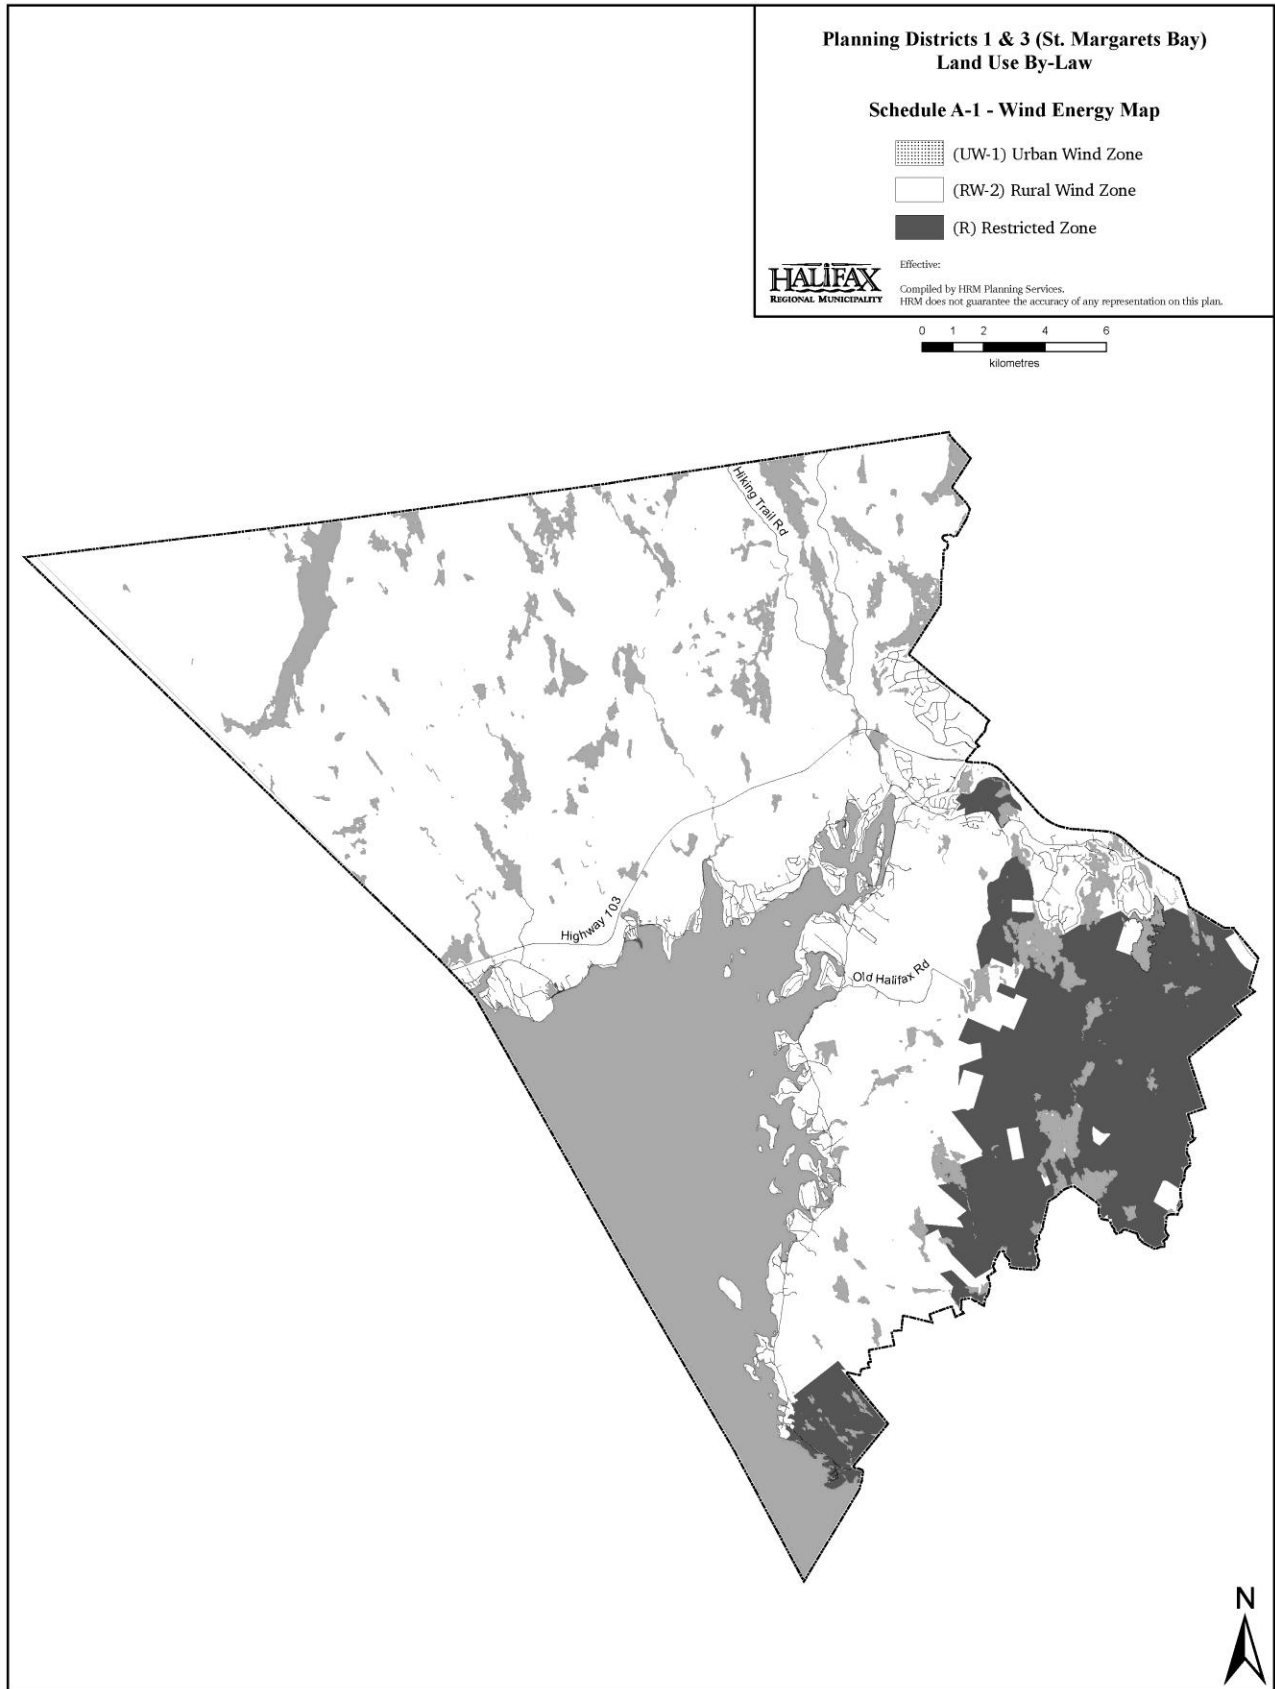 Planning Districts 1 & 3 (St. Margarets Bay)
Land Use By-Law
Schedule A-1 - Wind Energy Map
(UW-1) Urban Wind Zone
(RW-2) Rural Wind Zone
(R) Restricted Zone
HALIFAX
REGIONAL MUNICIPALITY
Effective:
Compiled by HRM Planning Services.
HRM does not guarantee the accuracy of any representation on this plan.
0 1 2 4 6
kilometres
Hiking Trail Rd
Highway 103
Old Halifax Rd
N